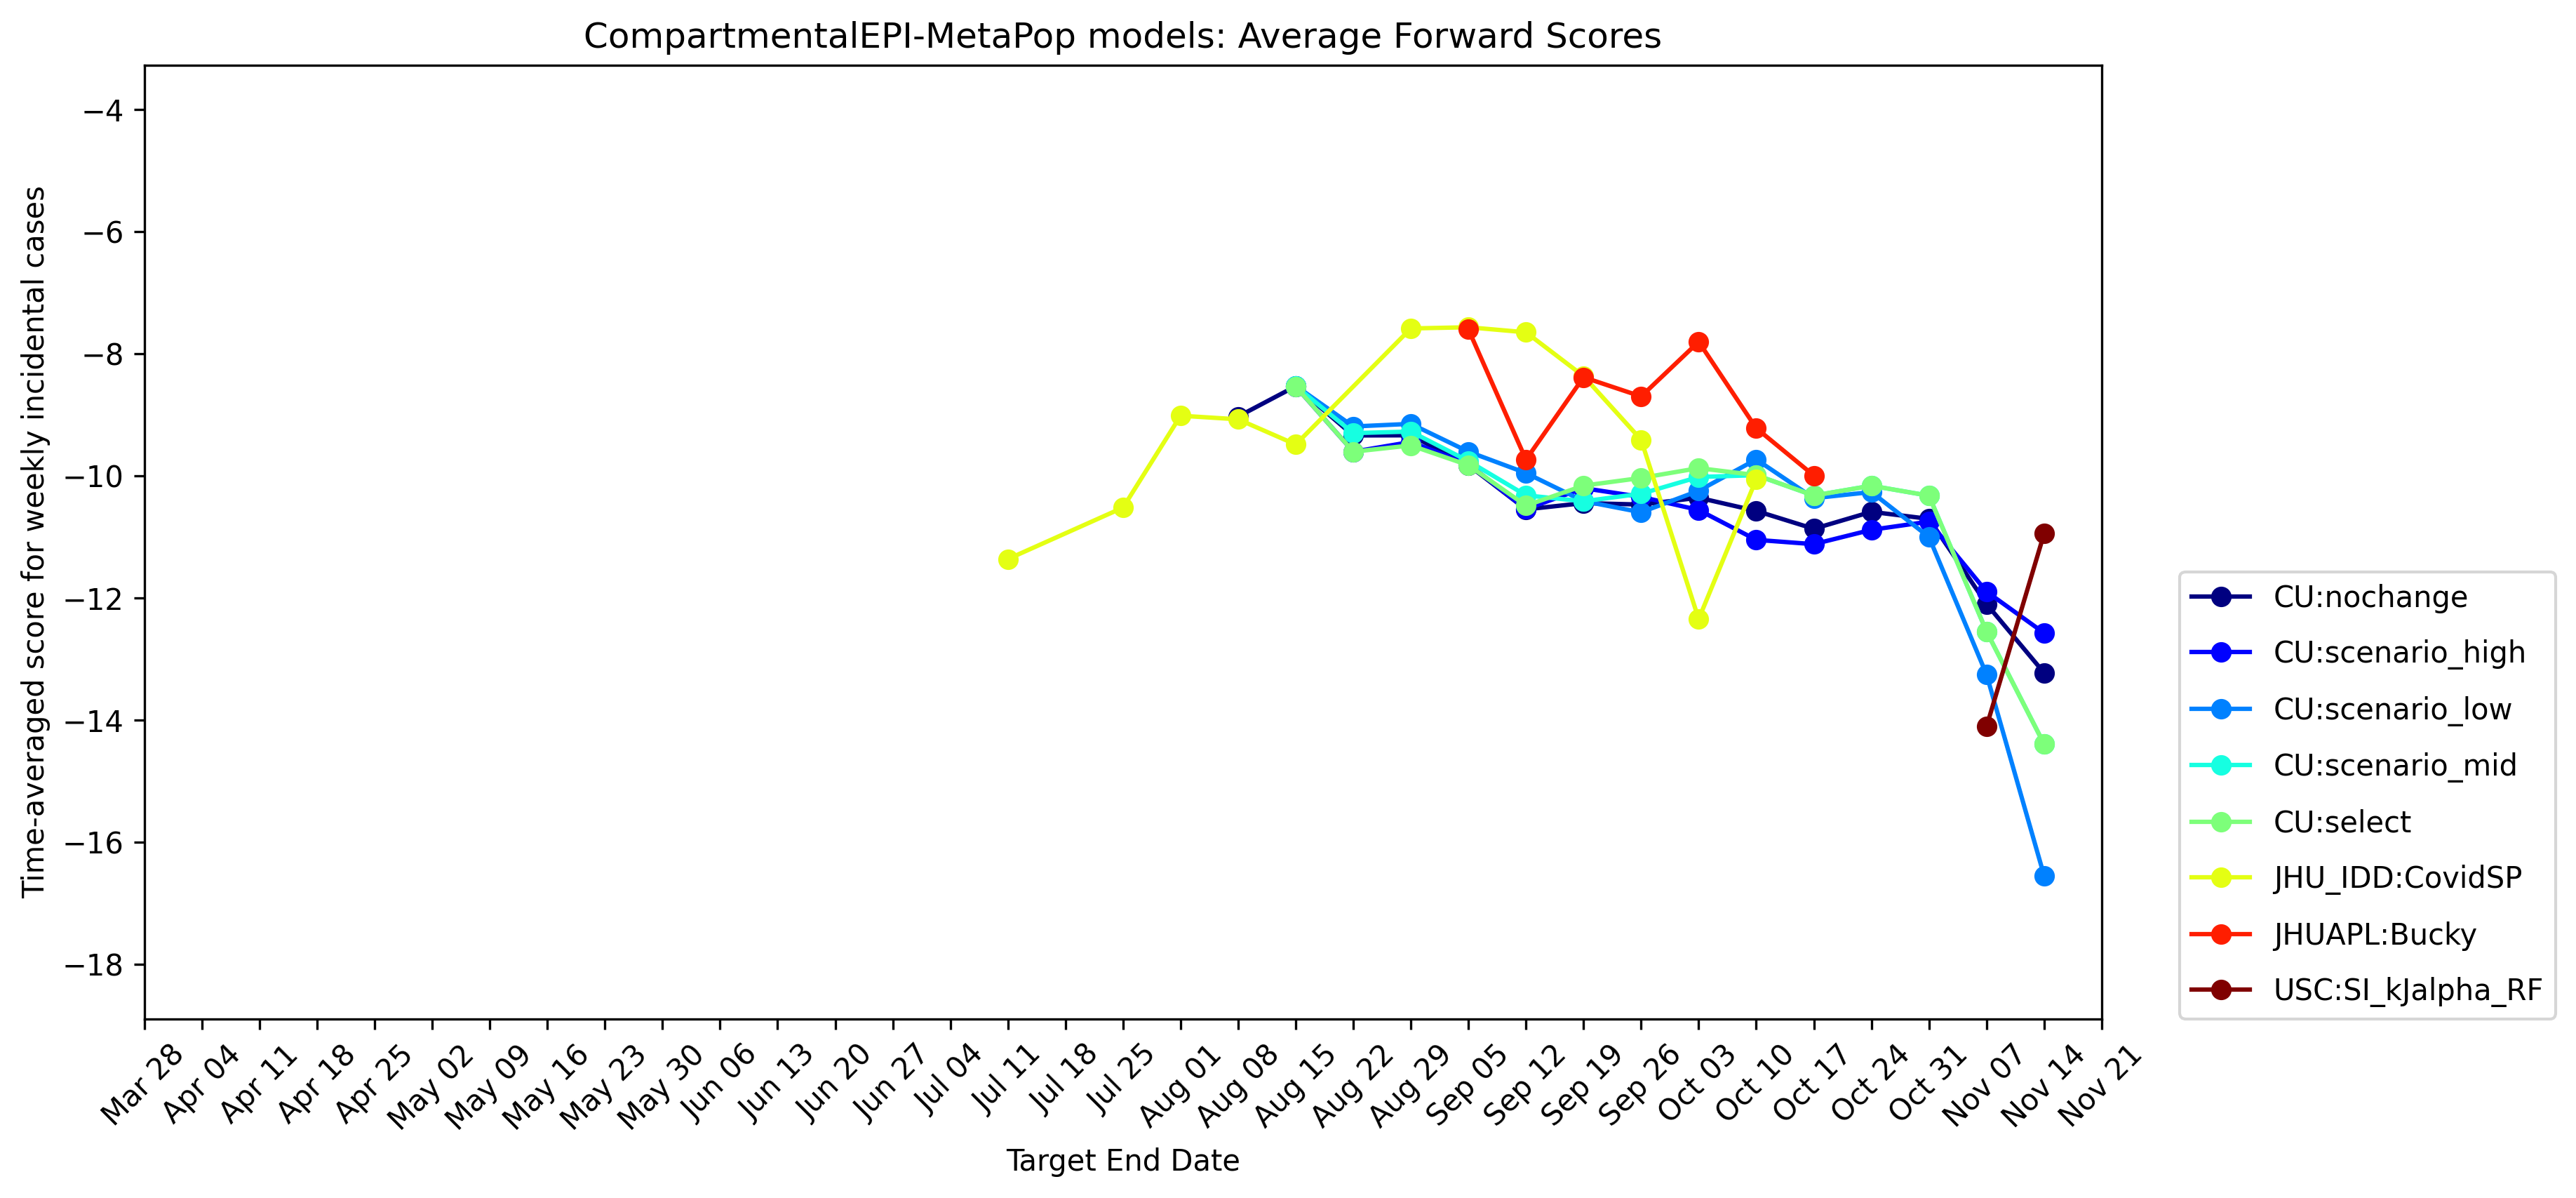 CompartmentalEPI-MetaPop models: Average Forward Scores
Time-averaged score for weekly incidental cases
−4
−6
−8
−10
−12
−14
−16
−18
Mar 28
Apr 04
Apr 11
Apr 18
Apr 25
May 02
May 09
May 16
May 23
May 30
Jun 06
Jun 13
Jun 20
Jun 27
Jul 04
Jul 11
Jul 18
Jul 25
Aug 01
Aug 08
Aug 15
Aug 22
Aug 29
Sep 05
Sep 12
Sep 19
Sep 26
Oct 03
Oct 10
Oct 17
Oct 24
Oct 31
Nov 07
Nov 14
Nov 21
Target End Date
CU:nochange
CU:scenario_high
CU:scenario_low
CU:scenario_mid
CU:select
JHU_IDD:CovidSP
JHUAPL:Bucky
USC:SI_kJalpha_RF